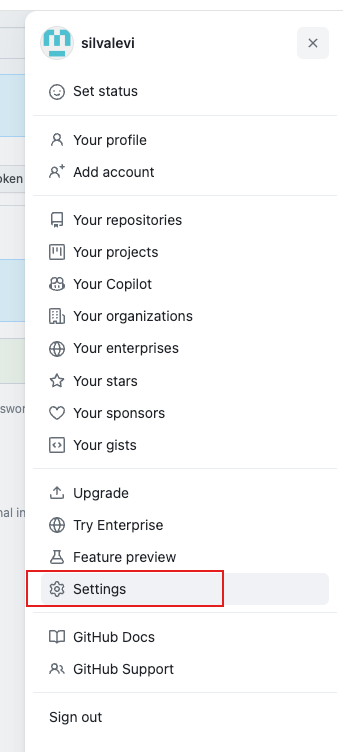 silvalevi
Set status
Your profile
Add account
oken
Your repositories
Your projects
Your Copilot
Your organizations
Your enterprises
Your stars
swor
Your sponsors
Your gists
Upgrade
nal in
Try Enterprise
Feature preview
Settings
GitHub Docs
GitHub Support
Sign out